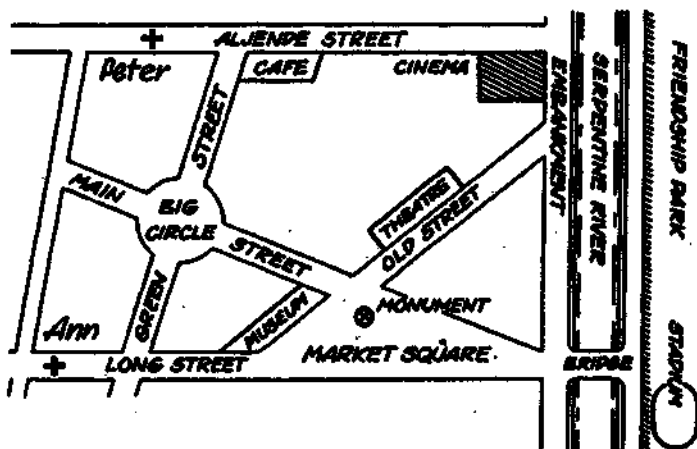 ALJENDE STREET
Peter
CAFE
CINEMA
EMBANKMENT
SERPENTINE RIVER
FRIENDSHIP PARK
STREET
MAIN
BIG
CIRCLE
STREET
THEATRE
OLD STREET
GREEN
MUSEUM
MONUMENT
Ann
LONG STREET
MARKET SQUARE
BRIDGE
STADIUM